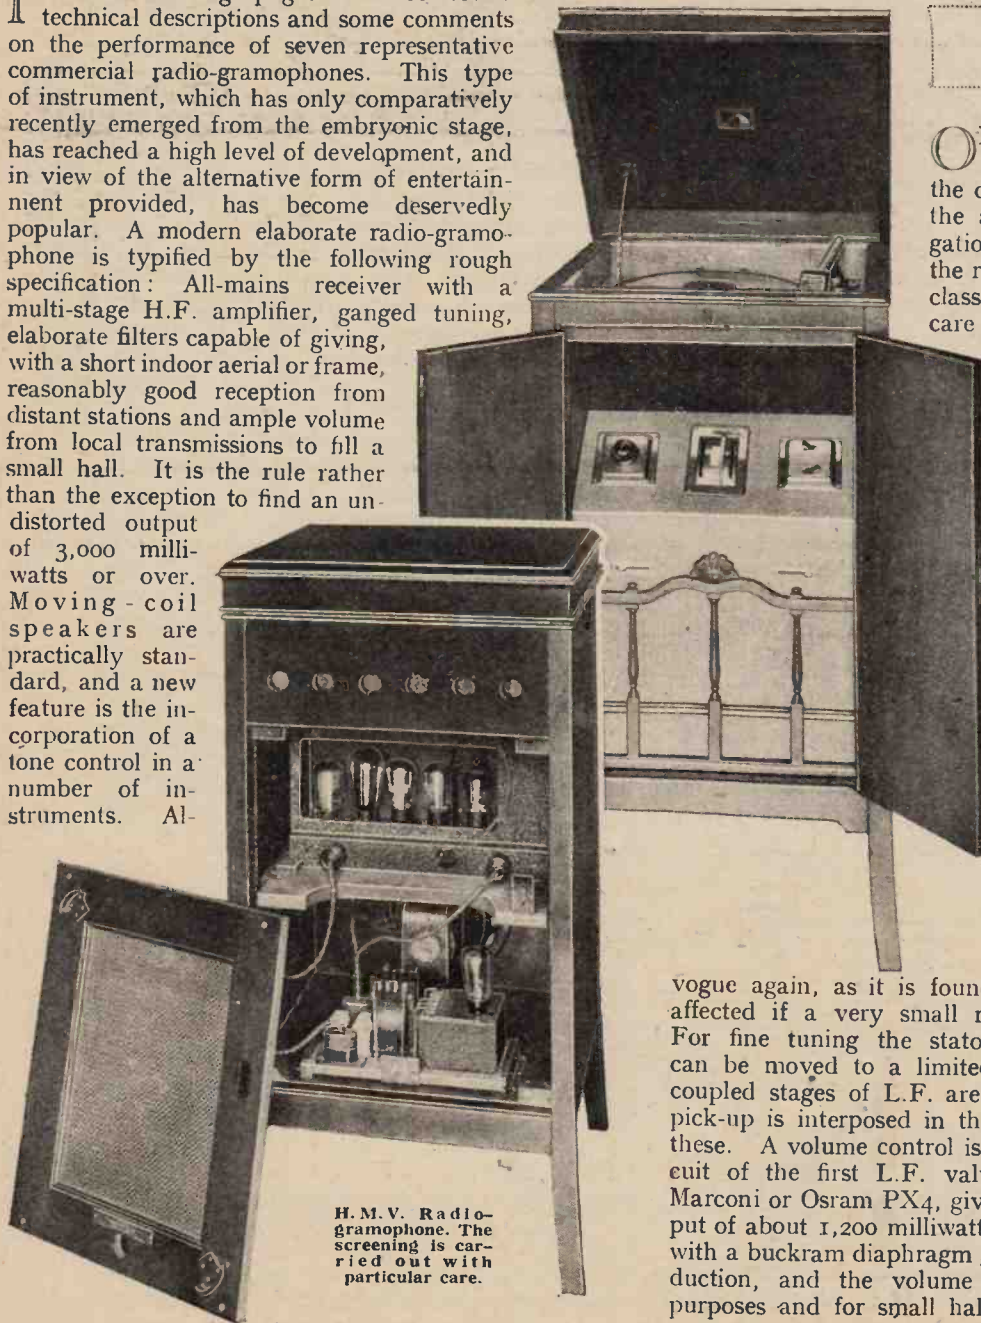 technical descriptions and some comments
on the performance of seven representative
commercial radio-gramophones. This type
of instrument, which has only comparatively
recently emerged from the embryonic stage,
has reached a high level of development, and
in view of the alternative form of entertain-
ment provided, has become deservedly
popular. A modern elaborate radio-gramo-
phone is typified by the following rough
specification: All-mains receiver with a
multi-stage H.F. amplifier, ganged tuning,
elaborate filters capable of giving,
with a short indoor aerial or frame,
reasonably good reception from
distant stations and ample volume
from local transmissions to fill a
small hall. It is the rule rather
than the exception to find an un-
distorted output
of 3,000 milli-
watts or over.
Moving-coil
speakers are
practically stan-
dard, and a new
feature is the in-
corporation of a
tone control in a
number of in-
struments. Al-
H.M.V. Radio-
gramophone. The
screening is car-
ried out with
particular care.
the
the
the
class
care
vogue again, as it is foun
affected if a very small
For fine tuning the stato
can be moved to a limite
coupled stages of L.F. are
pick-up is interposed in th
these. A volume control is
cuit of the first L.F. val
Marconi or Osram PX4, giv
put of about 1,200 milliwatt
with a buckram diaphragm
duction, and the volume
purposes and for small hal